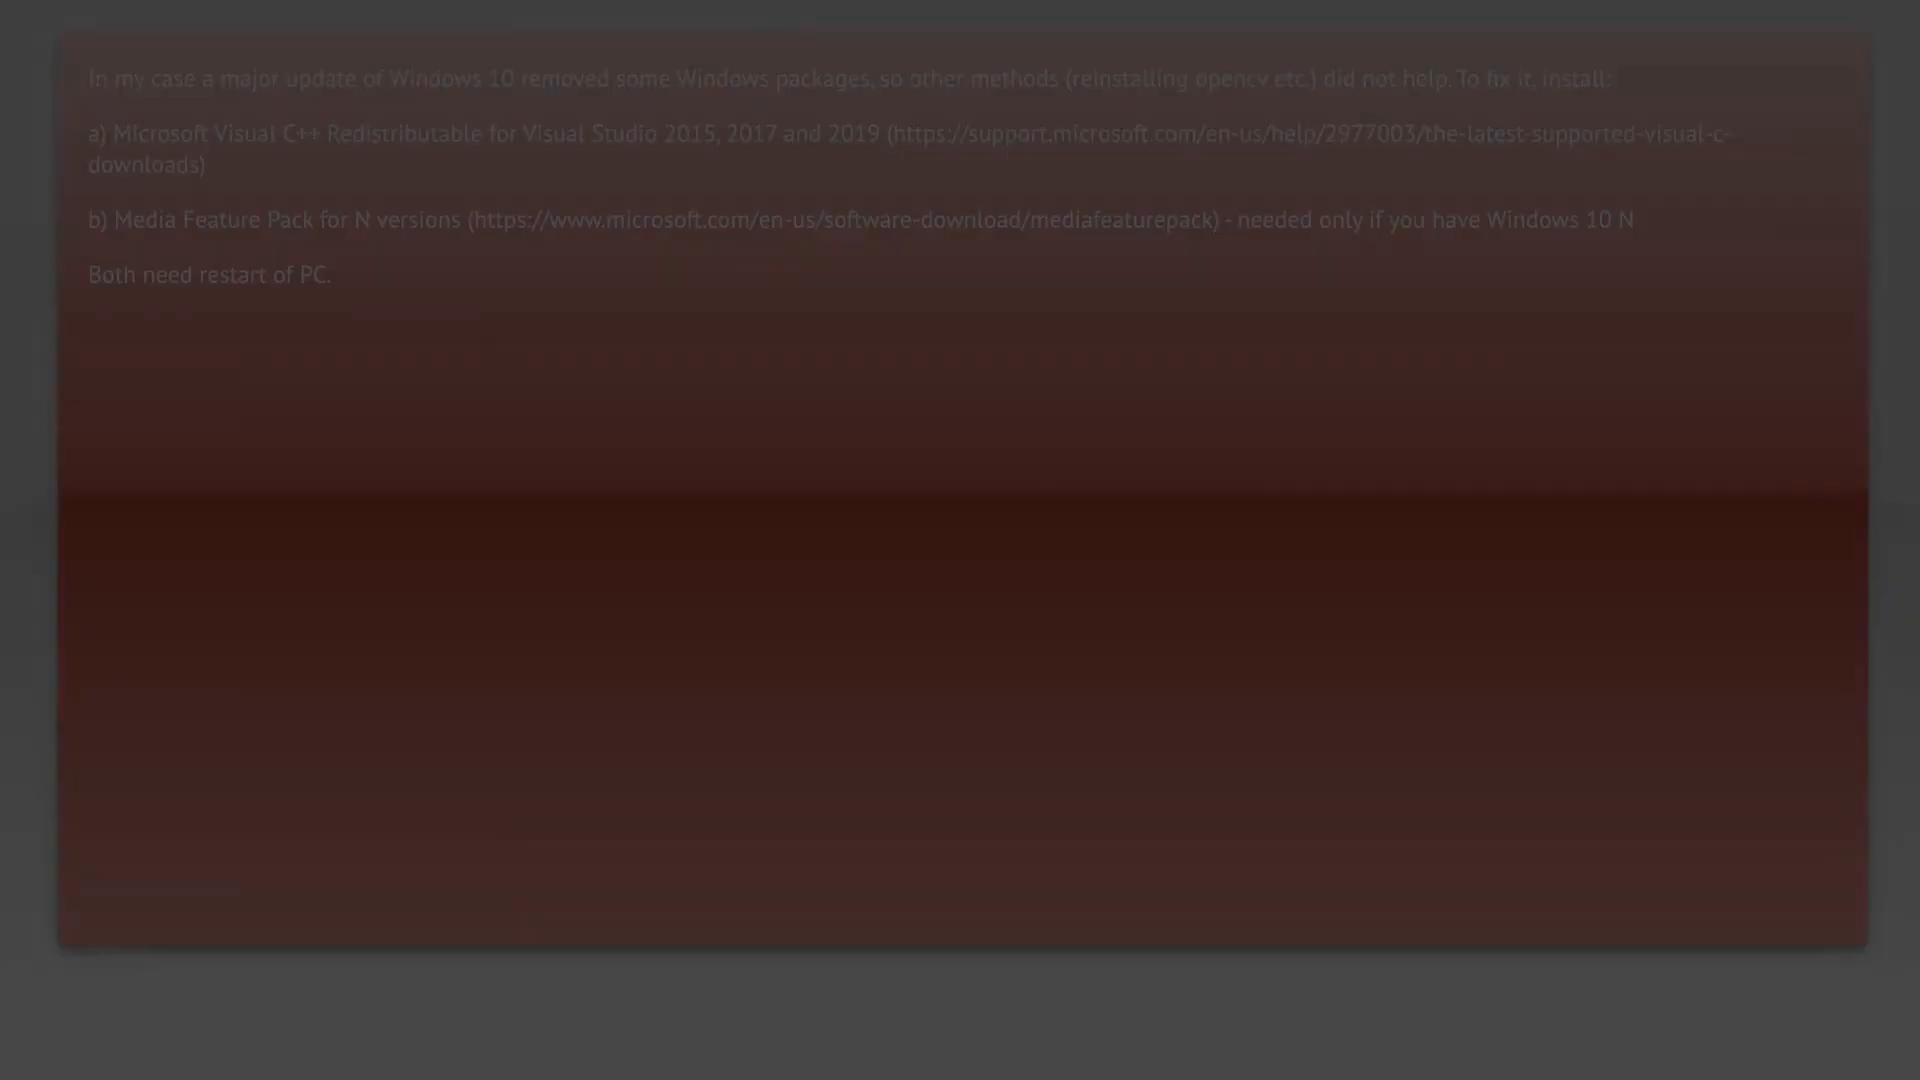 In my case a major update of Windows 10 removed some Windows packages, so other methods (reinstalling opencv etc.) did not help. To fix it, install:
a) Microsoft Visual C++ Redistributable for Visual Studio 2015, 2017 and 2019 (https://support.microsoft.com/en-us/help/2977003/the-latest-supported-visual-c-
downloads)
b) Media Feature Pack for N versions (https://www.microsoft.com/en-us/software-download/mediafeaturepack) - needed only if you have Windows 10 N
Both need restart of PC.